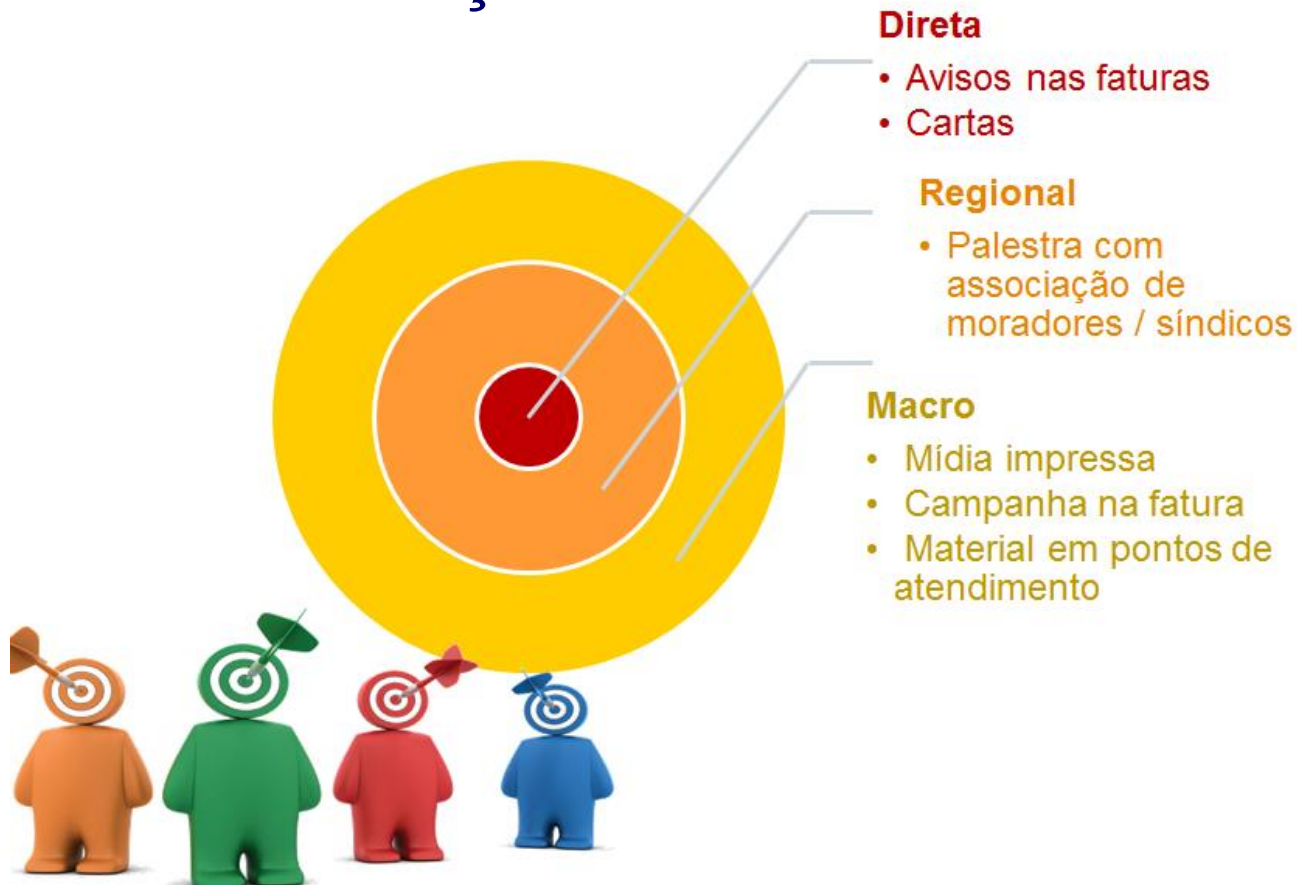 Direta
• Avisos nas faturas
• Cartas
Regional
• Palestra com
associação de
moradores / síndicos
Macro
• Mídia impressa
• Campanha na fatura
• Material em pontos de
atendimento